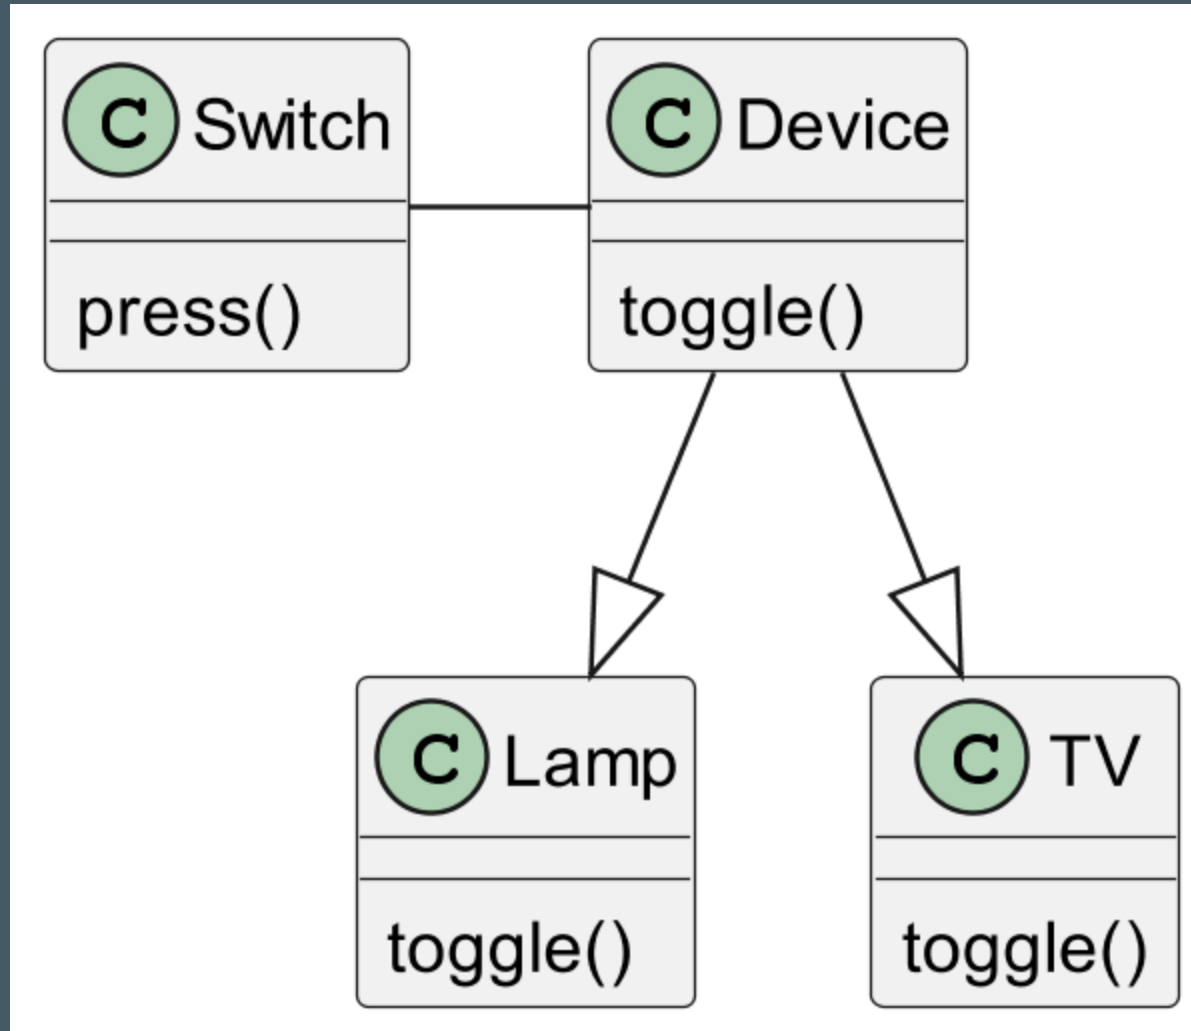 C Switch
press()
C Device
toggle()
C Lamp
toggle()
C TV
toggle()